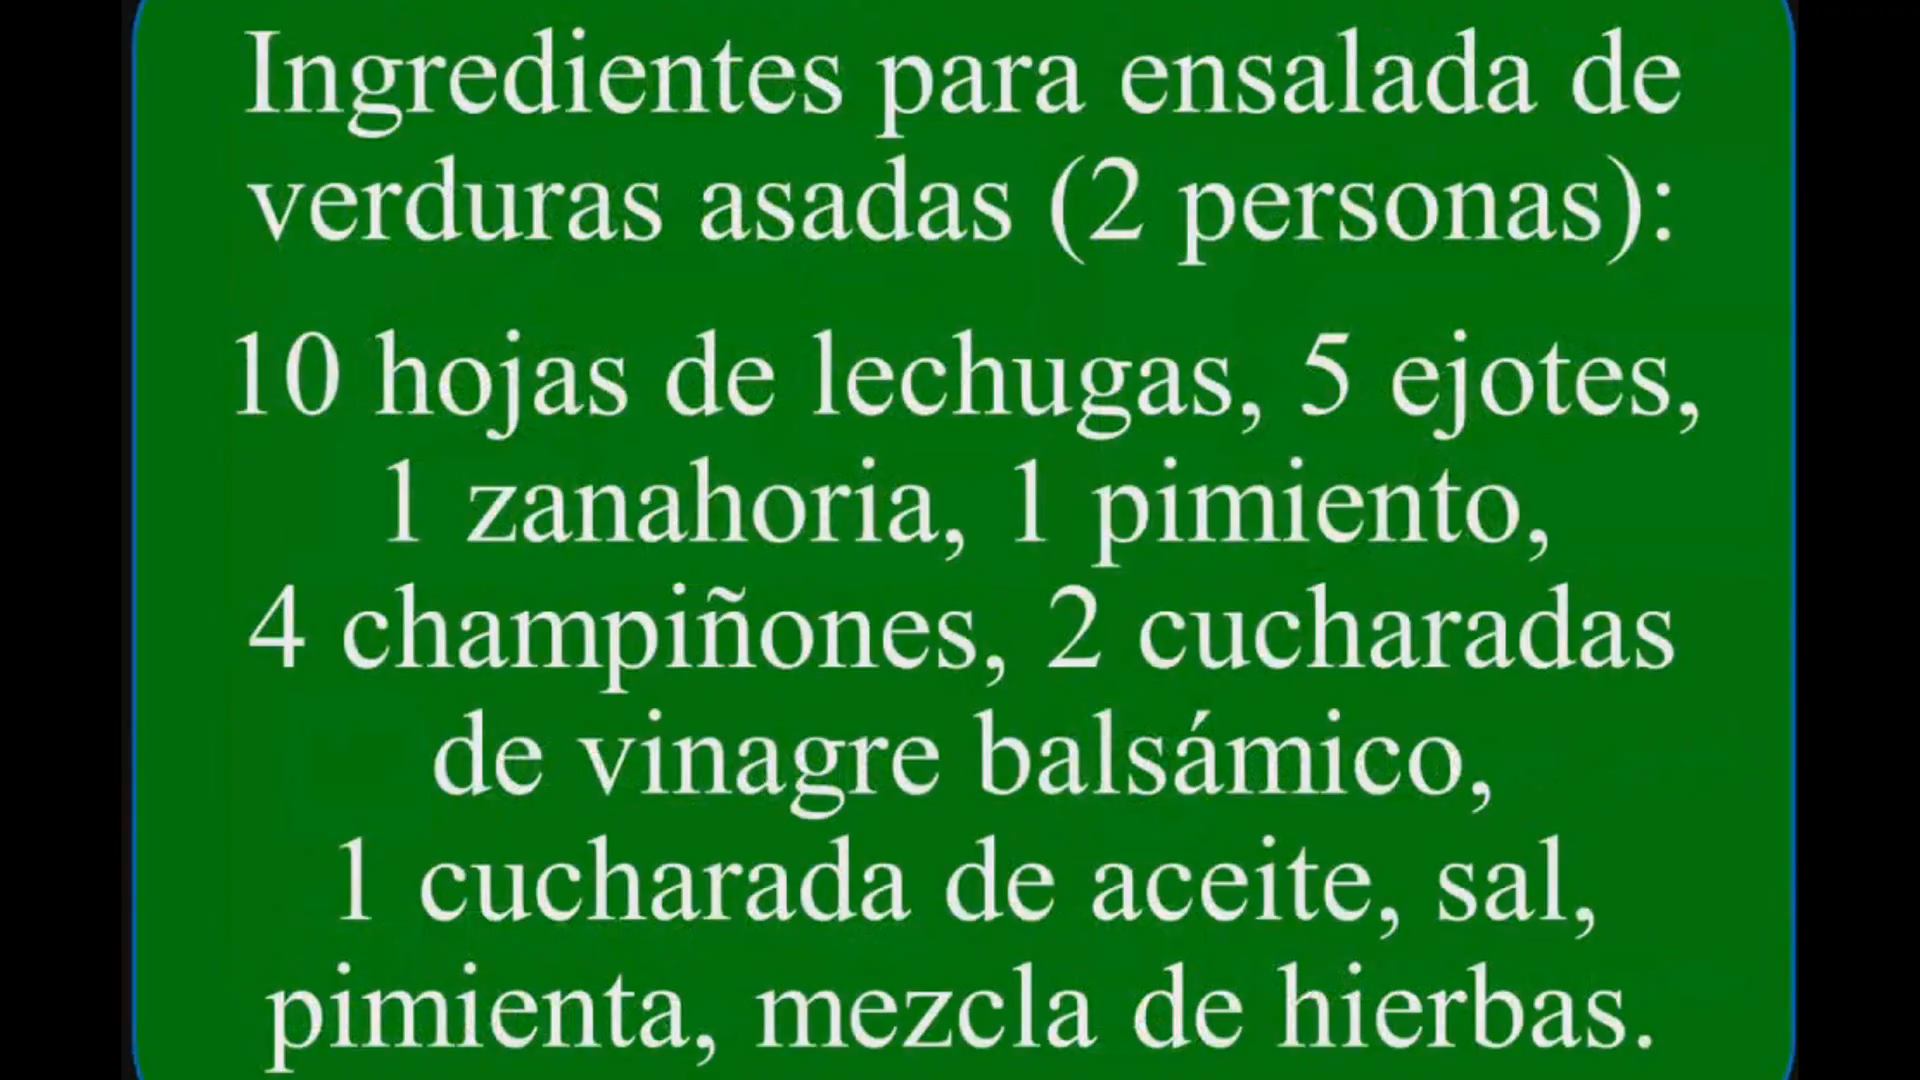 Ingredientes para ensalada de
verduras asadas (2 personas):
10 hojas de lechugas, 5 ejotes,
1 zanahoria, 1 pimiento,
4 champiñones, 2 cucharadas
de vinagre balsámico,
1 cucharada de aceite, sal,
pimienta, mezcla de hierbas.